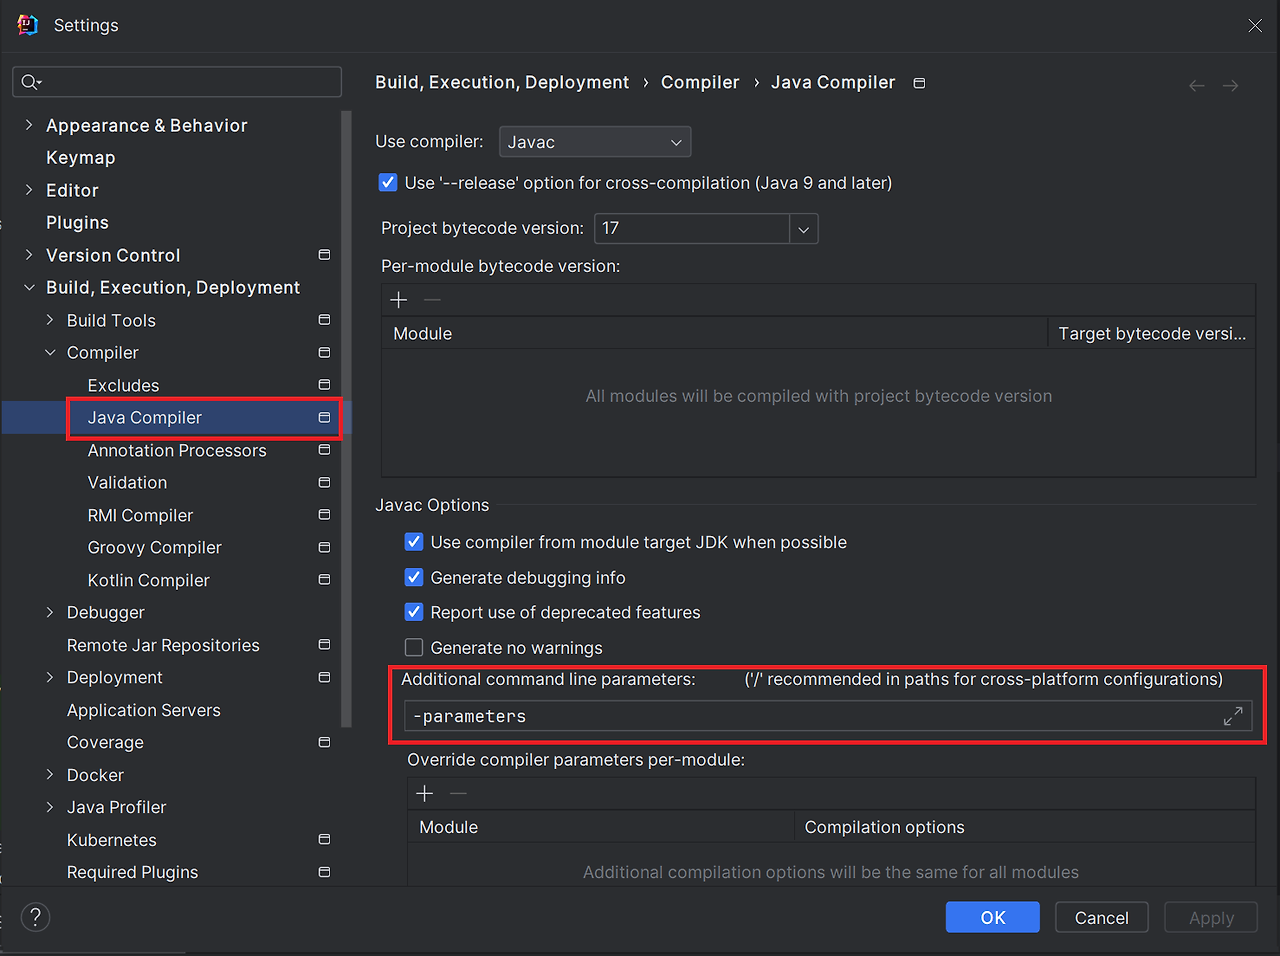 Settings
Build, Execution, Deployment › Compiler › Java Compiler
Appearance & Behavior
Keymap
Editor
Plugins
Version Control
Build, Execution, Deployment
Build Tools
Compiler
Excludes
Java Compiler
Annotation Processors
Validation
RMI Compiler
Groovy Compiler
Kotlin Compiler
Debugger
Remote Jar Repositories
Deployment
Application Servers
Coverage
Docker
Java Profiler
Kubernetes
Required Plugins
Use compiler: Javac
Use '--release' option for cross-compilation (Java 9 and later)
Project bytecode version: 17
Per-module bytecode version:
Module Target bytecode versi...
All modules will be compiled with project bytecode version
Javac Options
Use compiler from module target JDK when possible
Generate debugging info
Report use of deprecated features
Generate no warnings
Additional command line parameters: ('/' recommended in paths for cross-platform configurations)
-parameters
Override compiler parameters per-module:
Module Compilation options
Additional compilation options will be the same for all modules
? OK Cancel Apply